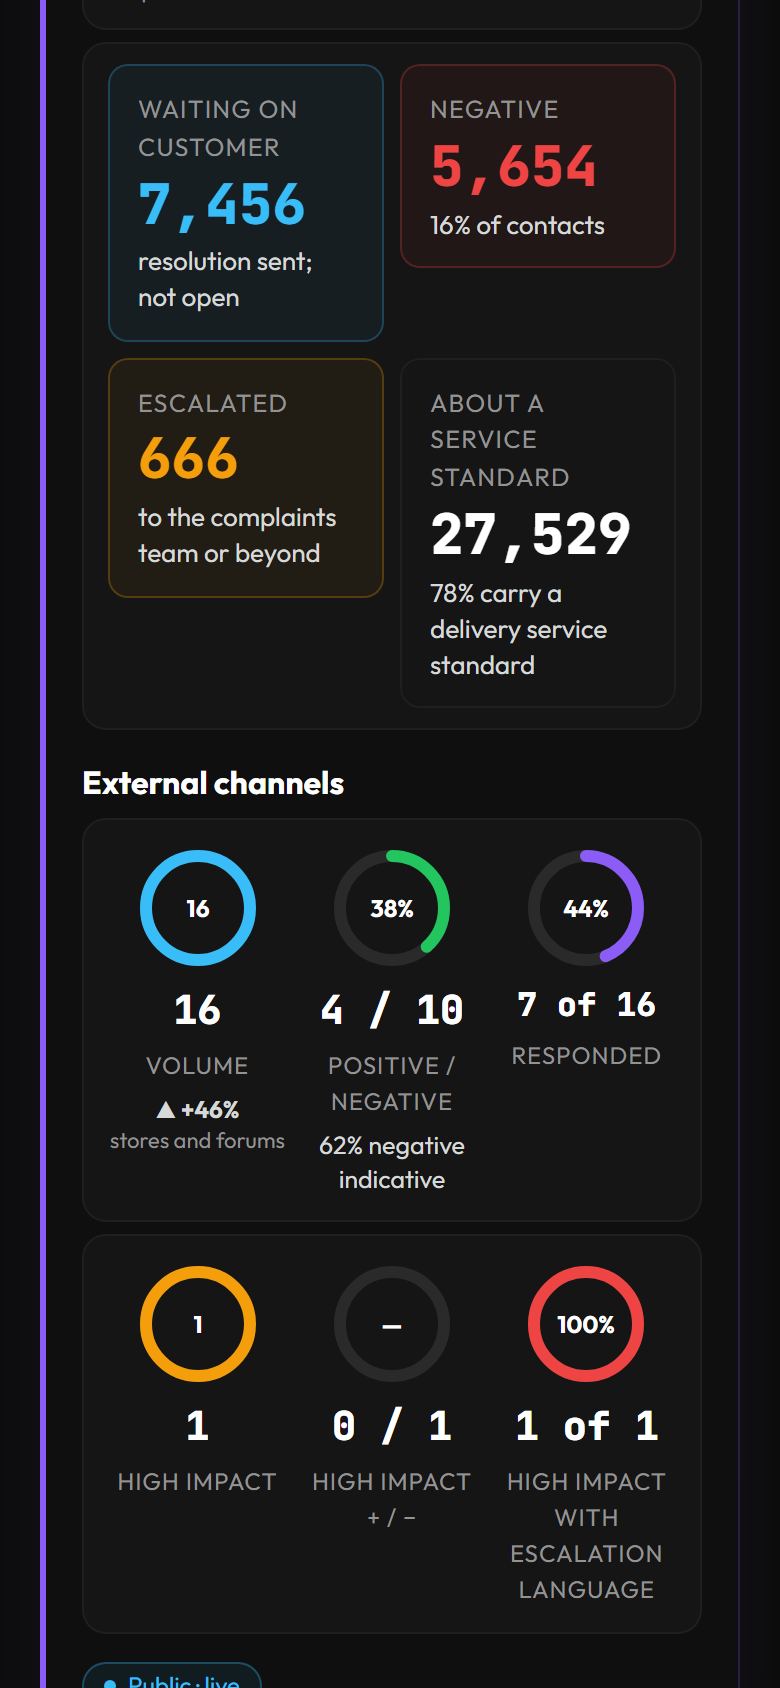 WAITING ON
CUSTOMER
7,456
resolution sent;
not open
NEGATIVE
5,654
16% of contacts
ESCALATED
666
to the complaints
team or beyond
ABOUT A
SERVICE
STANDARD
27,529
78% carry a
delivery service
standard
External channels
16
16
VOLUME
▲ +46%
stores and forums
38%
4 / 10
POSITIVE /
NEGATIVE
62% negative
indicative
44%
7 of 16
RESPONDED
1
1
HIGH IMPACT
–
0 / 1
HIGH IMPACT
+ / −
100%
1 of 1
HIGH IMPACT
WITH
ESCALATION
LANGUAGE
Public · live